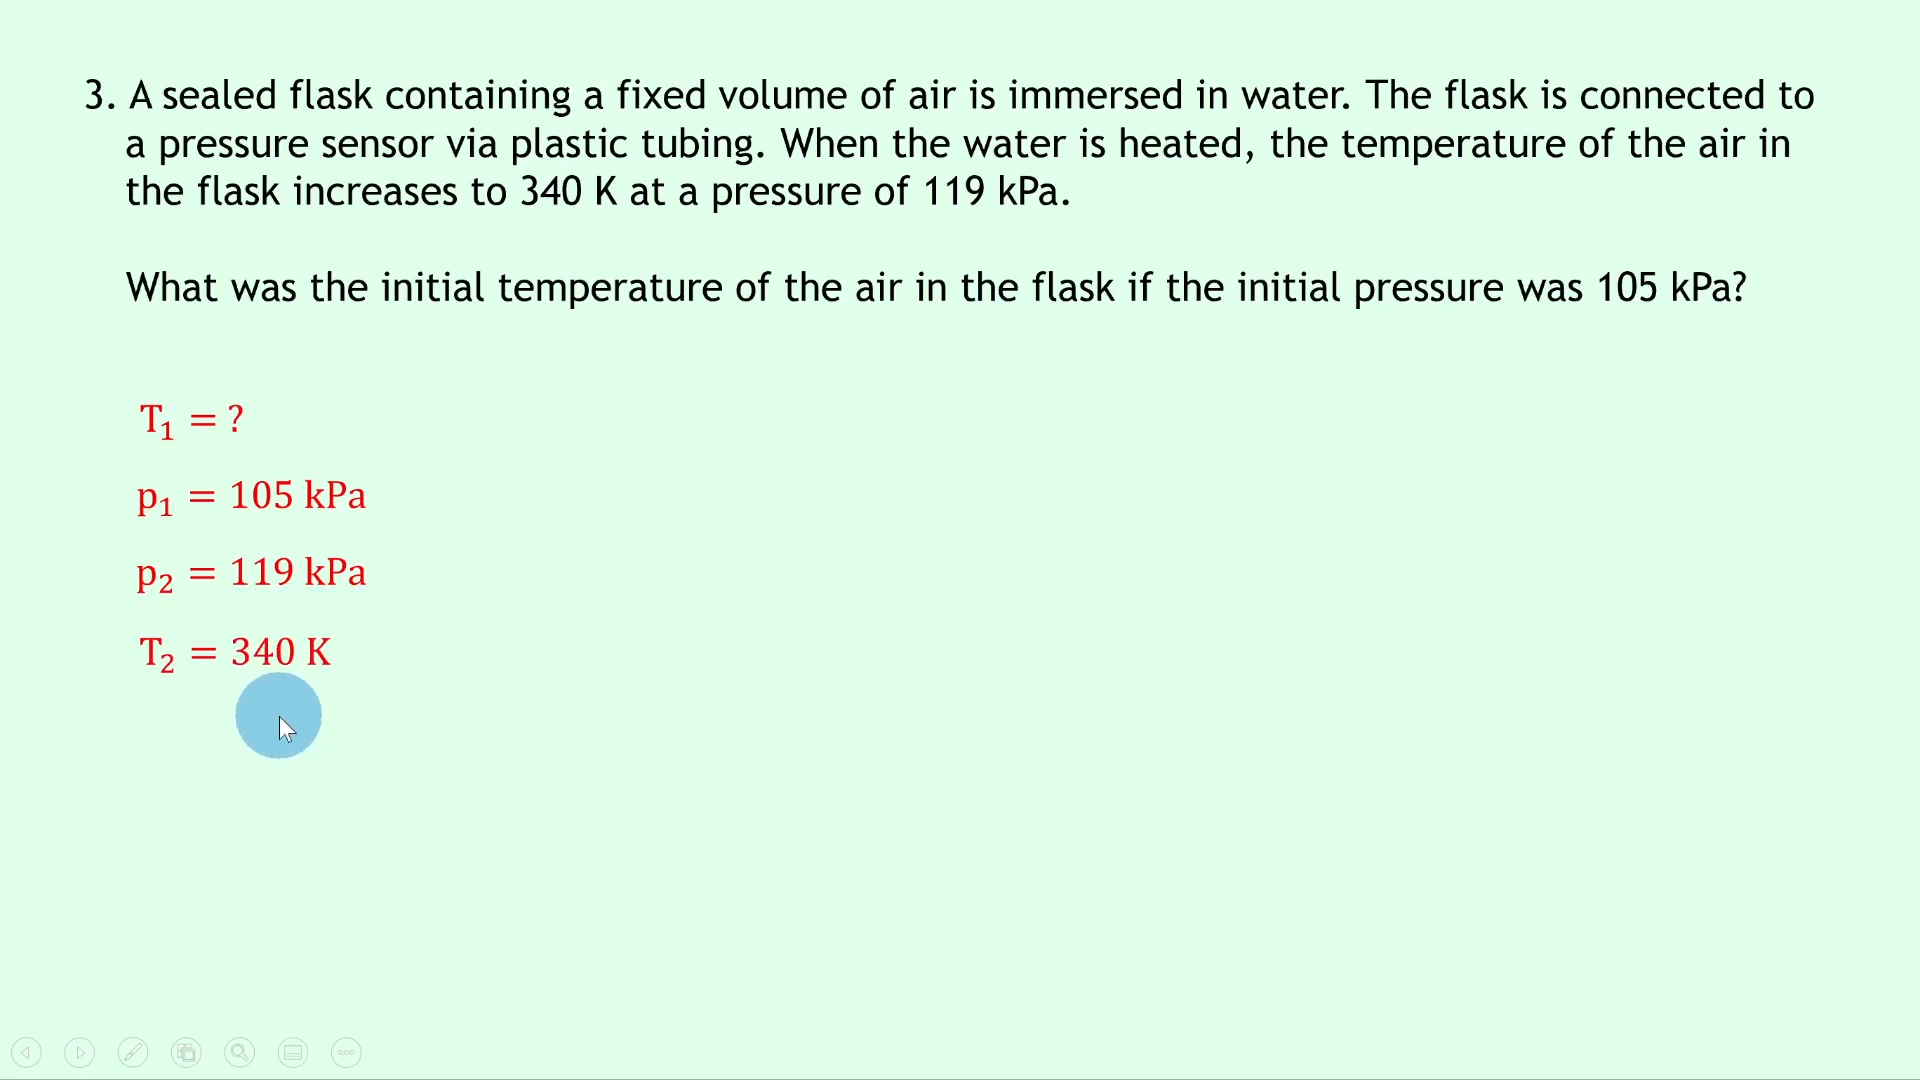 3. A sealed flask containing a fixed volume of air is immersed in water. The flask is connected to
a pressure sensor via plastic tubing. When the water is heated, the temperature of the air in
the flask increases to 340 K at a pressure of 119 kPa.
What was the initial temperature of the air in the flask if the initial pressure was 105 kPa?
T₁ = ?
p₁ = 105 kPa
p₂ = 119 kPa
T₂ = 340 K